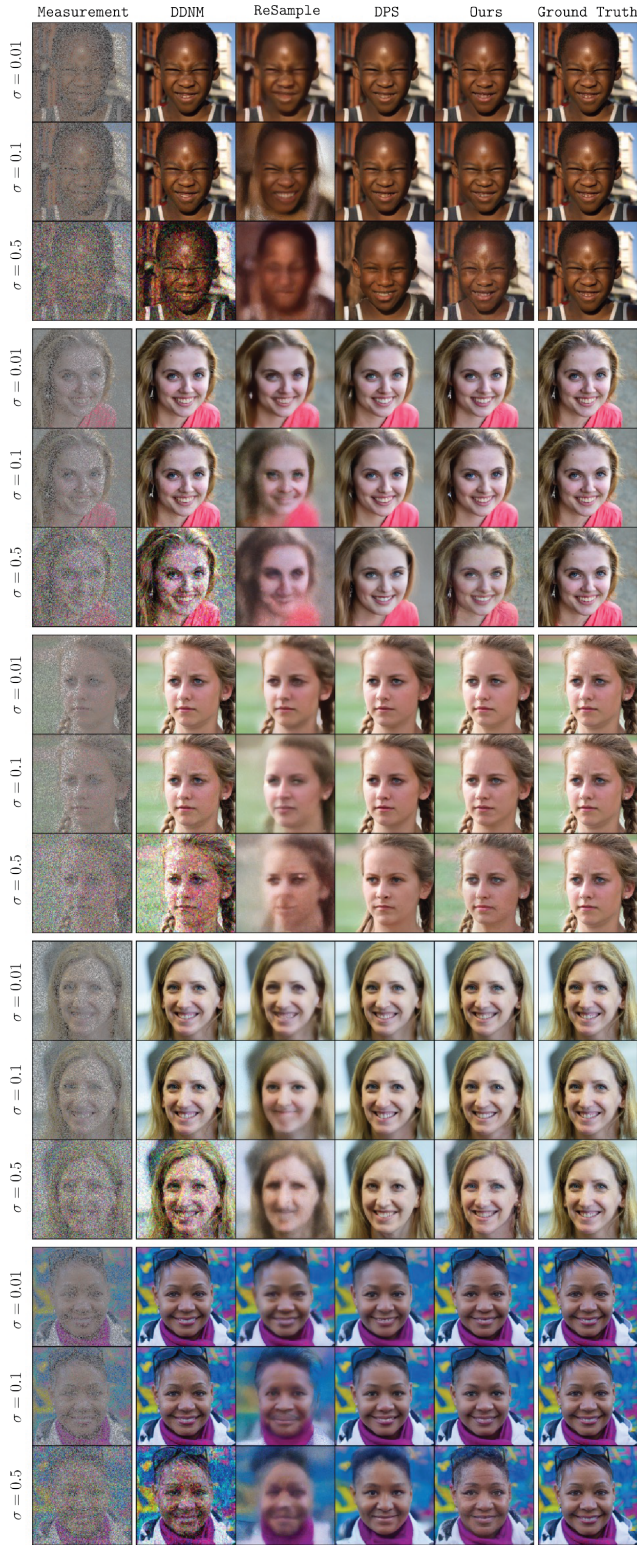 Measurement DDNM ReSample DPS Ours Ground Truth
σ = 0.01
σ = 0.1
σ = 0.5
σ = 0.01
σ = 0.1
σ = 0.5
σ = 0.01
σ = 0.1
σ = 0.5
σ = 0.01
σ = 0.1
σ = 0.5
σ = 0.01
σ = 0.1
σ = 0.5